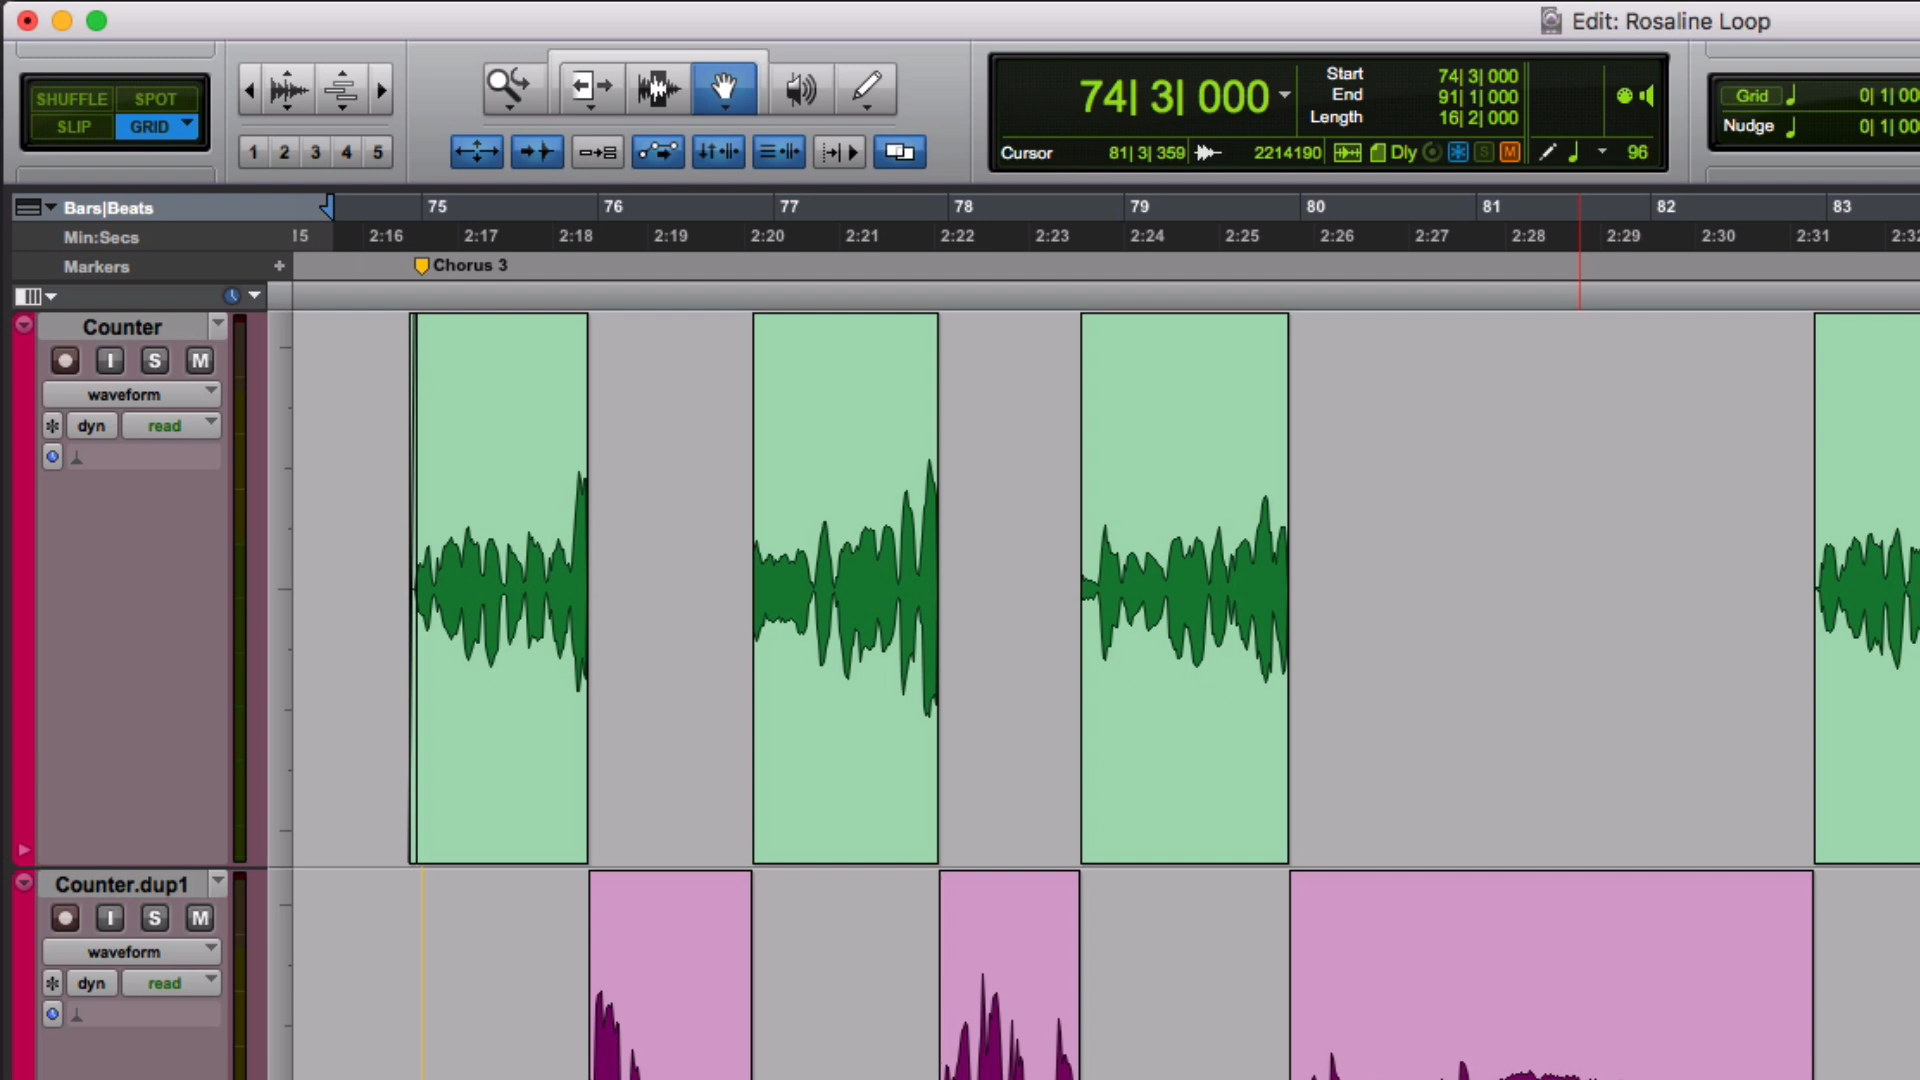 Edit: Rosaline Loop
SHUFFLE SPOT
SLIP GRID
1 2 3 4 5
74| 3| 000
Start 74| 3| 000
End 91| 1| 000
Length 16| 2| 000
Cursor 81| 3| 359 2214190 Dly S M 96
Grid 0| 1| 00
Nudge 0| 1| 00
Bars|Beats 75 76 77 78 79 80 81 82 83
Min:Secs 15 2:16 2:17 2:18 2:19 2:20 2:21 2:22 2:23 2:24 2:25 2:26 2:27 2:28 2:29 2:30 2:31 2:32
Markers + Chorus 3
Counter
I S M
waveform
dyn read
Counter.dup1
I S M
waveform
dyn read